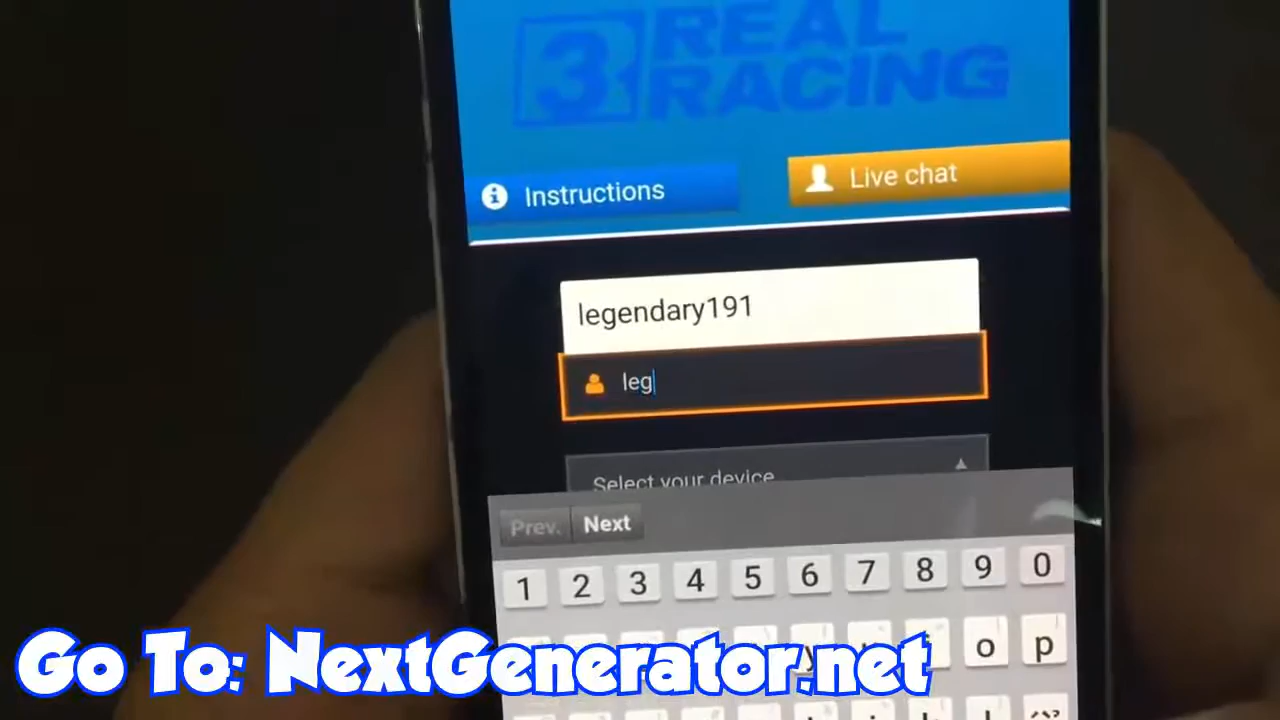 3 REAL
RACING
Instructions
Live chat
legendary191
leg
Select your device
Prev. Next
1 2 3 4 5 6 7 8 9 0
o p
Go To: NextGenerator.net